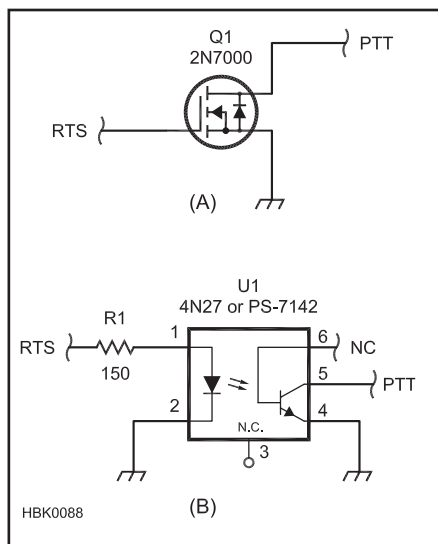 Q1
2N7000
PTT
RTS
(A)
U1
4N27 or PS-7142
R1
RTS
150
1
2
6
NC
5
PTT
4
N.C.
3
HBK0088
(B)